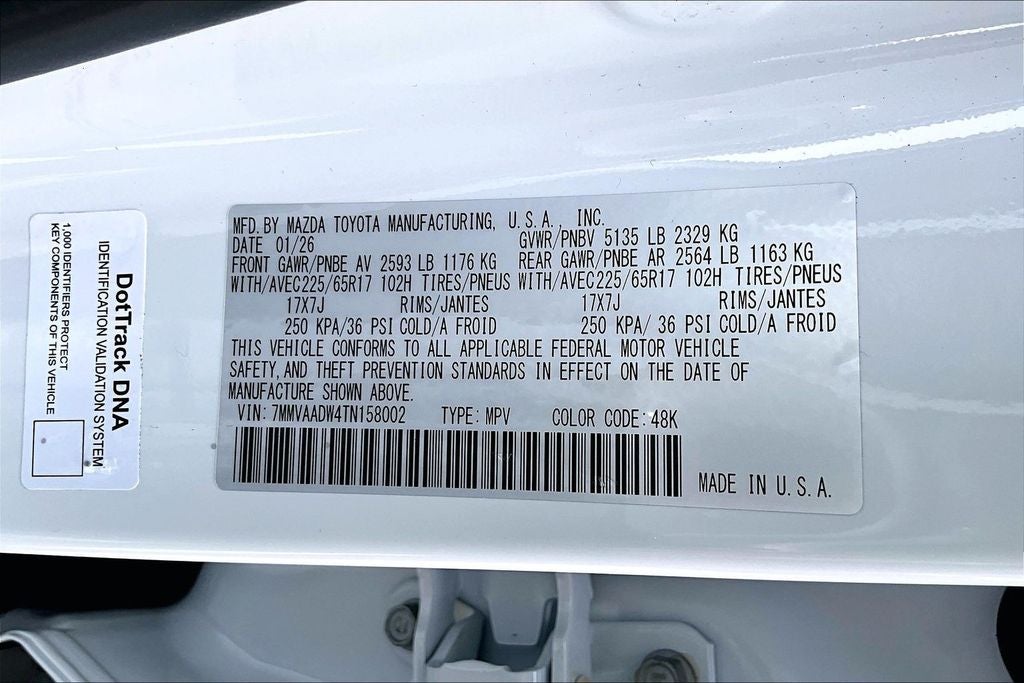 MFD. BY MAZDA TOYOTA MANUFACTURING, U.S.A., INC.
DATE 01/26 GVWR/PNBV 5135 LB 2329 KG
FRONT GAWR/PNBE AV 2593 LB 1176 KG REAR GAWR/PNBE AR 2564 LB 1163 KG
WITH/AVEC225/65R17 102H TIRES/PNEUS WITH/AVEC225/65R17 102H TIRES/PNEUS
17X7J RIMS/JANTES 17X7J RIMS/JANTES
250 KPA/36 PSI COLD/A FROID 250 KPA/ 36 PSI COLD/A FROID
THIS VEHICLE CONFORMS TO ALL APPLICABLE FEDERAL MOTOR VEHICLE
SAFETY, AND THEFT PREVENTION STANDARDS IN EFFECT ON THE DATE OF
MANUFACTURE SHOWN ABOVE.
VIN: 7MMVAADW4TN158002 TYPE: MPV COLOR CODE: 48K
MADE IN U.S.A.
DotTrack DNA
IDENTIFICATION VALIDATION SYSTEM
1,000 IDENTIFIERS PROTECT
KEY COMPONENTS OF THIS VEHICLE